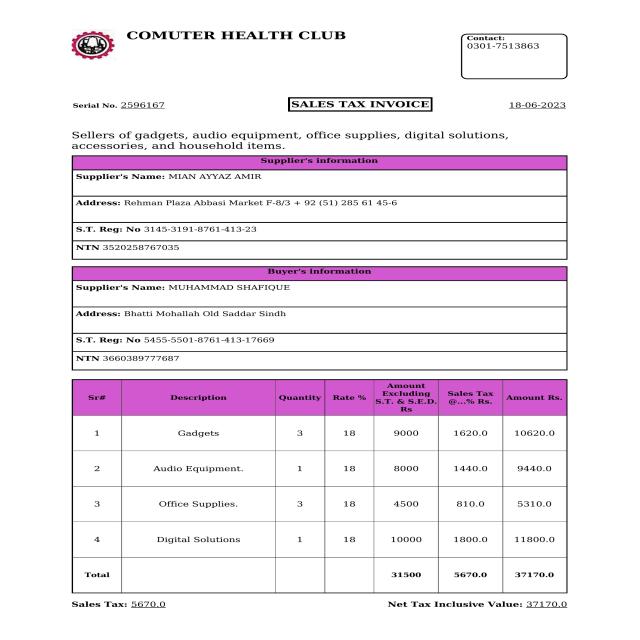 COMUTER HEALTH CLUB
Contact:
0301-7513863
Serial No. 2596167
SALES TAX INVOICE
18-06-2023
Sellers of gadgets, audio equipment, office supplies, digital solutions,
accessories, and household items.
Supplier's information
Supplier's Name: MIAN AYYAZ AMIR
Address: Rehman Plaza Abbasi Market F-8/3 + 92 (51) 285 61 45-6
S.T. Reg: No 3145-3191-8761-413-23
NTN 3520258767035
Buyer's information
Supplier's Name: MUHAMMAD SHAFIQUE
Address: Bhatti Mohallah Old Saddar Sindh
S.T. Reg: No 5455-5501-8761-413-17669
NTN 3660389777687
Sr# Description Quantity Rate % Amount Excluding S.T. & S.E.D. Rs Sales Tax @...% Rs. Amount Rs.
1 Gadgets 3 18 9000 1620.0 10620.0
2 Audio Equipment. 1 18 8000 1440.0 9440.0
3 Office Supplies. 3 18 4500 810.0 5310.0
4 Digital Solutions 1 18 10000 1800.0 11800.0
Total 31500 5670.0 37170.0
Sales Tax: 5670.0 Net Tax Inclusive Value: 37170.0